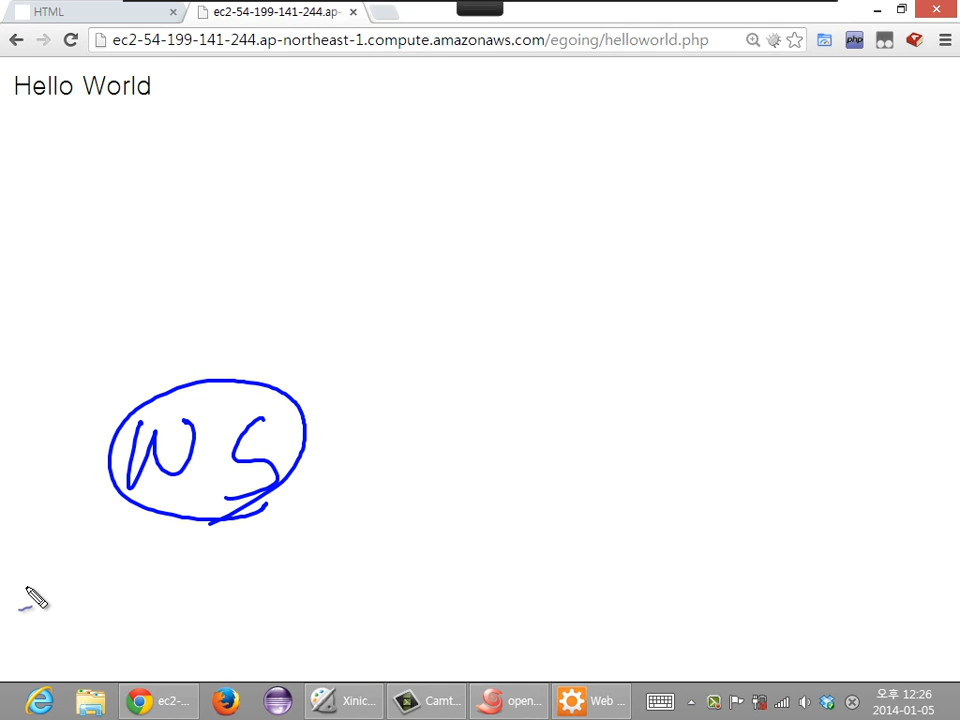 HTML
ec2-54-199-141-244.ap-
ec2-54-199-141-244.ap-northeast-1.compute.amazonaws.com/egoing/helloworld.php
php
Hello World
W S
ec2-...
Xinic...
Camt...
open...
Web ...
오후 12:26
2014-01-05